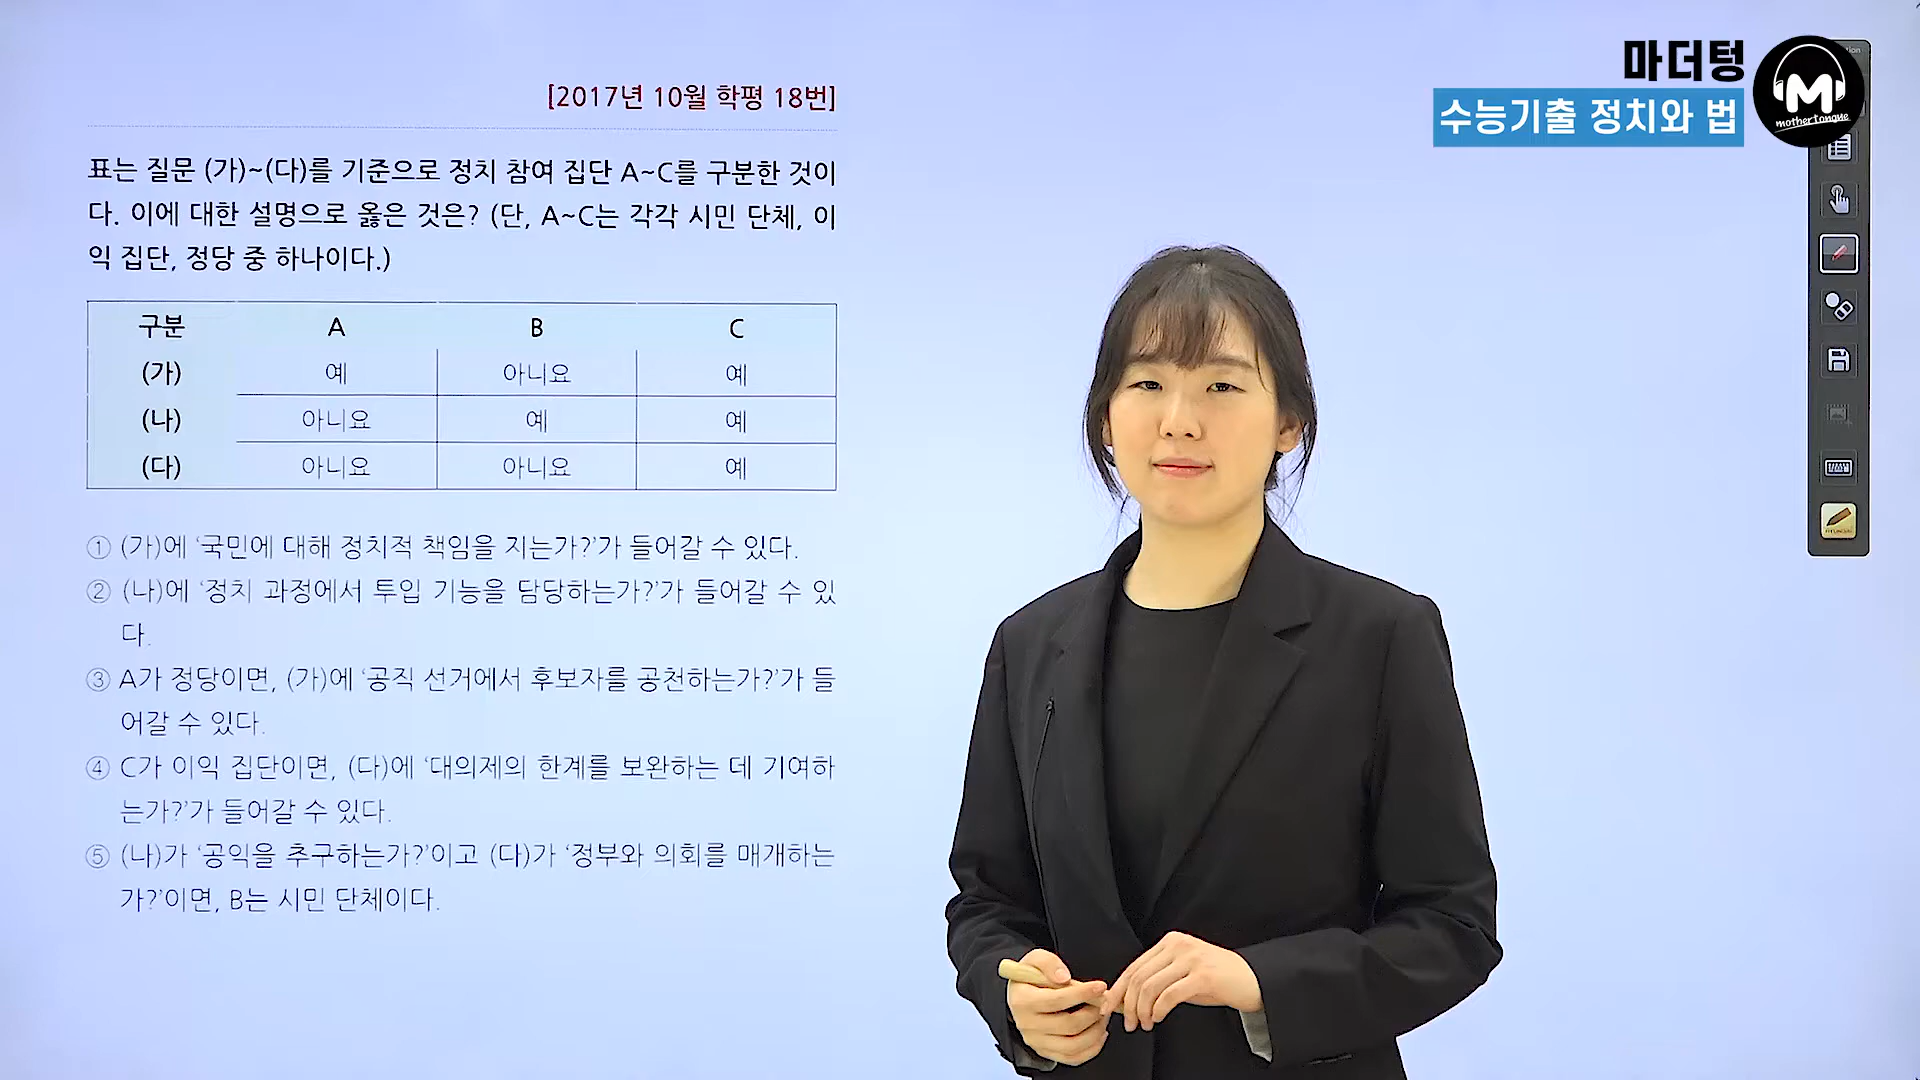 마더텅
수능기출 정치와 법
mothertongue
[2017년 10월 학평 18번]
표는 질문 (가)~(다)를 기준으로 정치 참여 집단 A~C를 구분한 것이
다. 이에 대한 설명으로 옳은 것은? (단, A~C는 각각 시민 단체, 이
익 집단, 정당 중 하나이다.)
구분 A B C
(가) 예 아니요 예
(나) 아니요 예 예
(다) 아니요 아니요 예
① (가)에 ‘국민에 대해 정치적 책임을 지는가?’가 들어갈 수 있다.
② (나)에 ‘정치 과정에서 투입 기능을 담당하는가?’가 들어갈 수 있
다.
③ A가 정당이면, (가)에 ‘공직 선거에서 후보자를 공천하는가?’가 들
어갈 수 있다.
④ C가 이익 집단이면, (다)에 ‘대의제의 한계를 보완하는 데 기여하
는가?’가 들어갈 수 있다.
⑤ (나)가 ‘공익을 추구하는가?’이고 (다)가 ‘정부와 의회를 매개하는
가?’이면, B는 시민 단체이다.